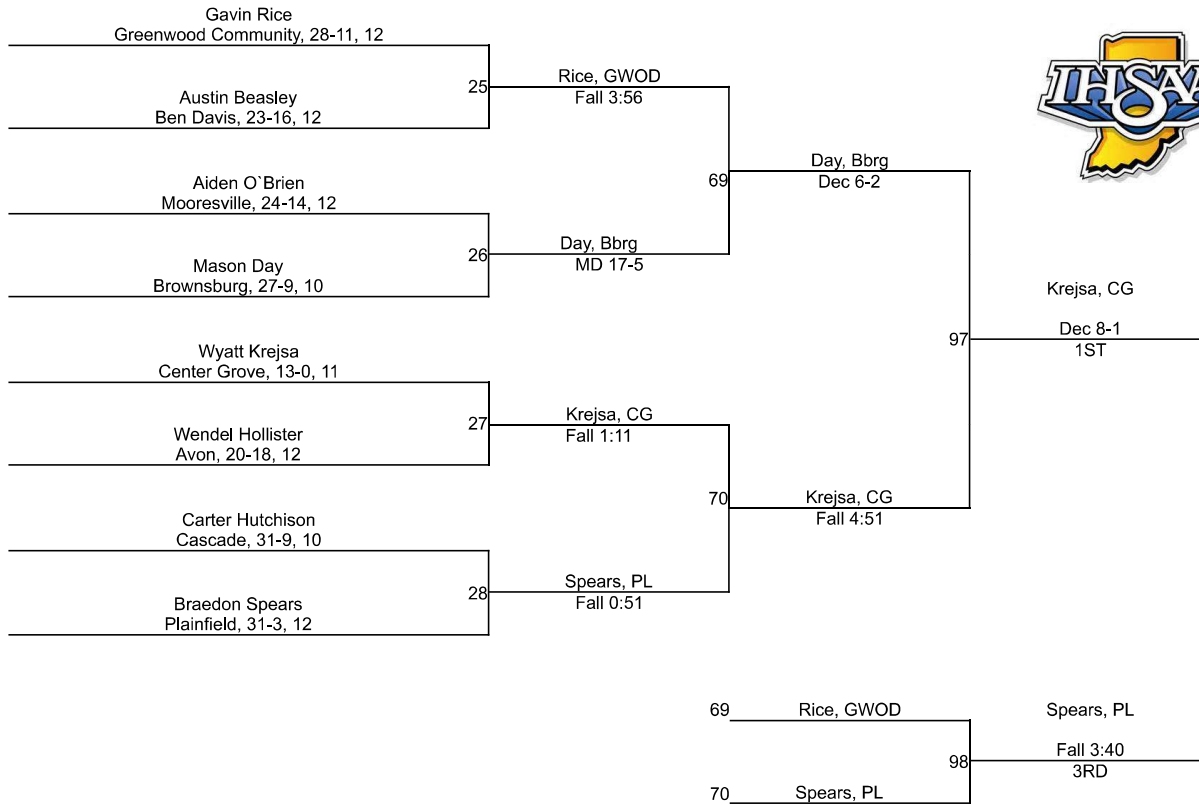 Gavin Rice
Greenwood Community, 28-11, 12
Austin Beasley
Ben Davis, 23-16, 12
25
Rice, GWOD
Fall 3:56
Aiden O`Brien
Mooresville, 24-14, 12
Mason Day
Brownsburg, 27-9, 10
26
Day, Bbrg
MD 17-5
69
Day, Bbrg
Dec 6-2
Wyatt Krejsa
Center Grove, 13-0, 11
Wendel Hollister
Avon, 20-18, 12
27
Krejsa, CG
Fall 1:11
Carter Hutchison
Cascade, 31-9, 10
Braedon Spears
Plainfield, 31-3, 12
28
Spears, PL
Fall 0:51
70
Krejsa, CG
Fall 4:51
97
Krejsa, CG
Dec 8-1
1ST
IHSAA
69
Rice, GWOD
70
Spears, PL
98
Spears, PL
Fall 3:40
3RD